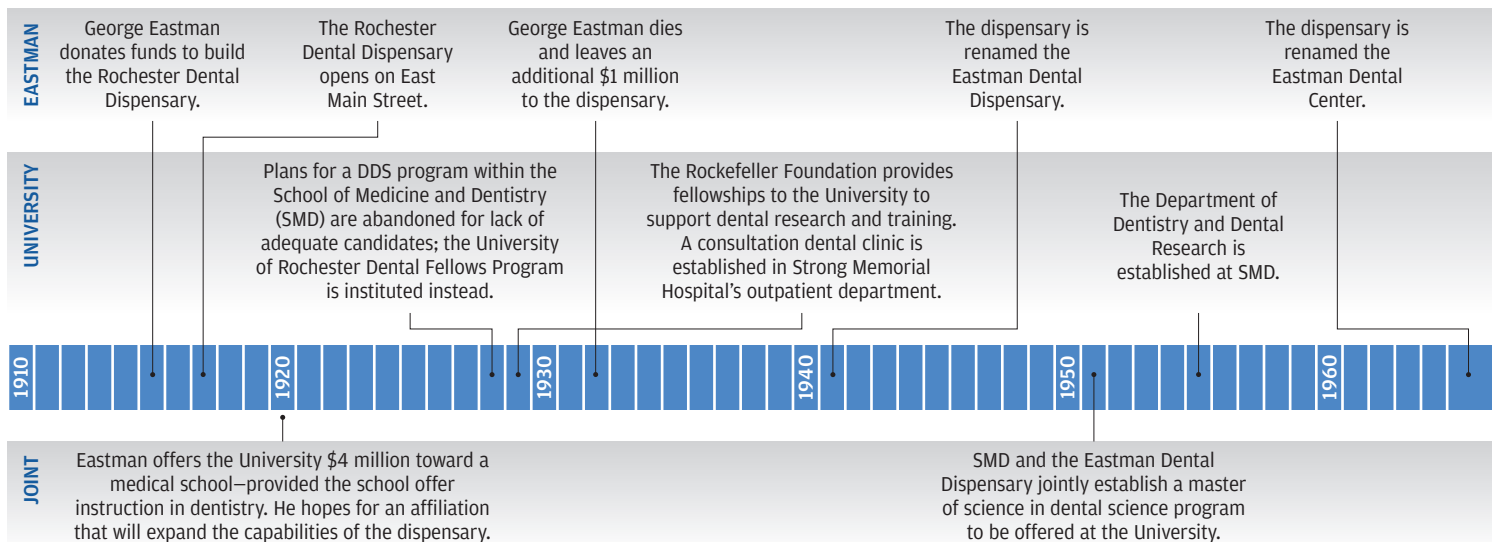 EASTMAN
George Eastman
donates funds to build
the Rochester Dental
Dispensary.
The Rochester
Dental Dispensary
opens on East
Main Street.
George Eastman dies
and leaves an
additional $1 million
to the dispensary.
The dispensary is
renamed the
Eastman Dental
Dispensary.
The dispensary is
renamed the
Eastman Dental
Center.
UNIVERSITY
Plans for a DDS program within the
School of Medicine and Dentistry
(SMD) are abandoned for lack of
adequate candidates; the University
of Rochester Dental Fellows Program
is instituted instead.
The Rockefeller Foundation provides
fellowships to the University to
support dental research and training.
A consultation dental clinic is
established in Strong Memorial
Hospital’s outpatient department.
The Department of
Dentistry and Dental
Research is
established at SMD.
1910
1920
1930
1940
1950
1960
JOINT
Eastman offers the University $4 million toward a
medical school—provided the school offer
instruction in dentistry. He hopes for an affiliation
that will expand the capabilities of the dispensary.
SMD and the Eastman Dental
Dispensary jointly establish a master
of science in dental science program
to be offered at the University.